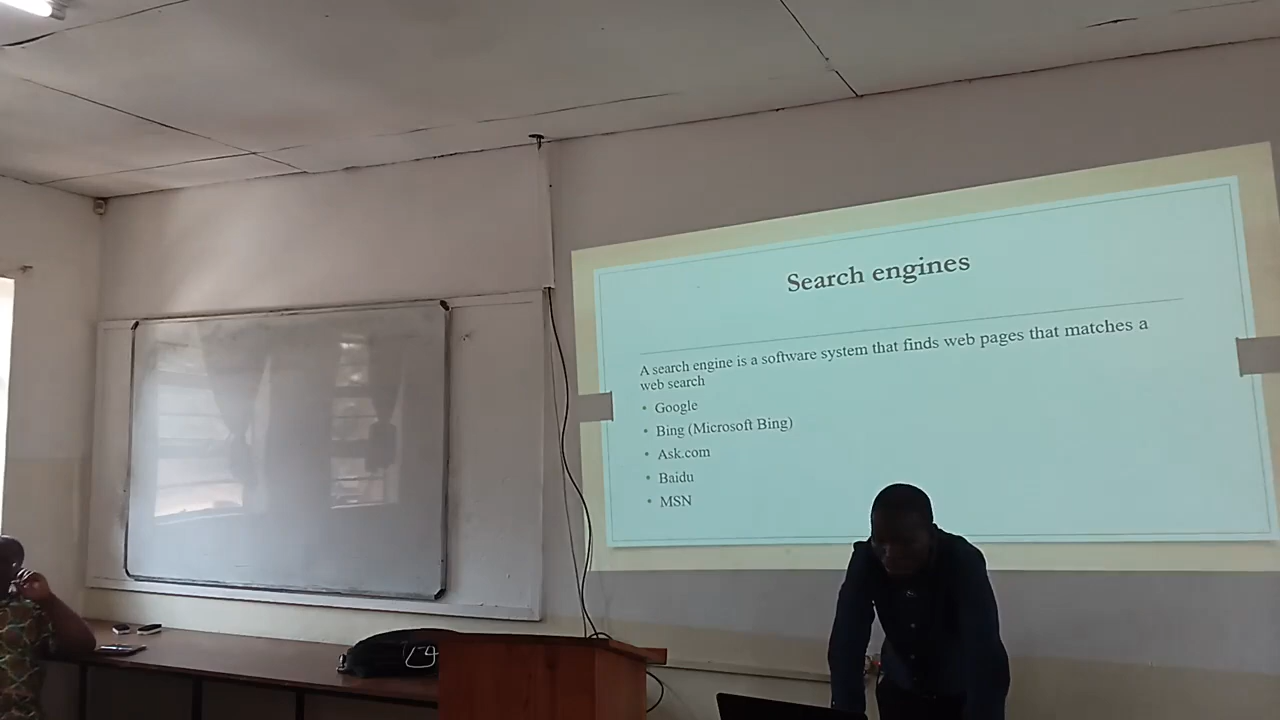 Search engines
A search engine is a software system that finds web pages that matches a
web search
• Google
• Bing (Microsoft Bing)
• Ask.com
• Baidu
• MSN